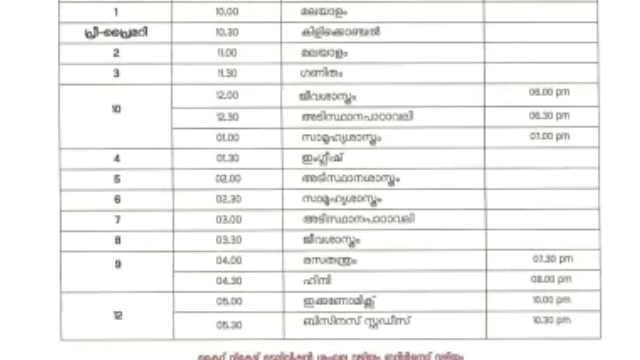 1 10.00 മലയാളം
പ്രീ-പ്രൈമറി 10.30 കിളിക്കൊഞ്ചൽ
2 11.00 മലയാളം
3 11.30 ഗണിതം
10 12.00 ജീവശാസ്ത്രം 06.00 pm
12.30 അടിസ്ഥാനപാഠാവലി 06.30 pm
01.00 സാമൂഹ്യശാസ്ത്രം 07.00 pm
4 01.30 ഇംഗ്ലീഷ്
5 02.00 അടിസ്ഥാനശാസ്ത്രം
6 02.30 സാമൂഹ്യശാസ്ത്രം
7 03.00 അടിസ്ഥാനപാഠാവലി
8 03.30 ജീവശാസ്ത്രം
9 04.00 രസതന്ത്രം 07.30 pm
04.30 ഹിന്ദി 08.00 pm
12 05.00 ഇക്കണോമിക്സ് 10.00 pm
05.30 ബിസിനസ് സ്റ്റഡീസ് 10.30 pm